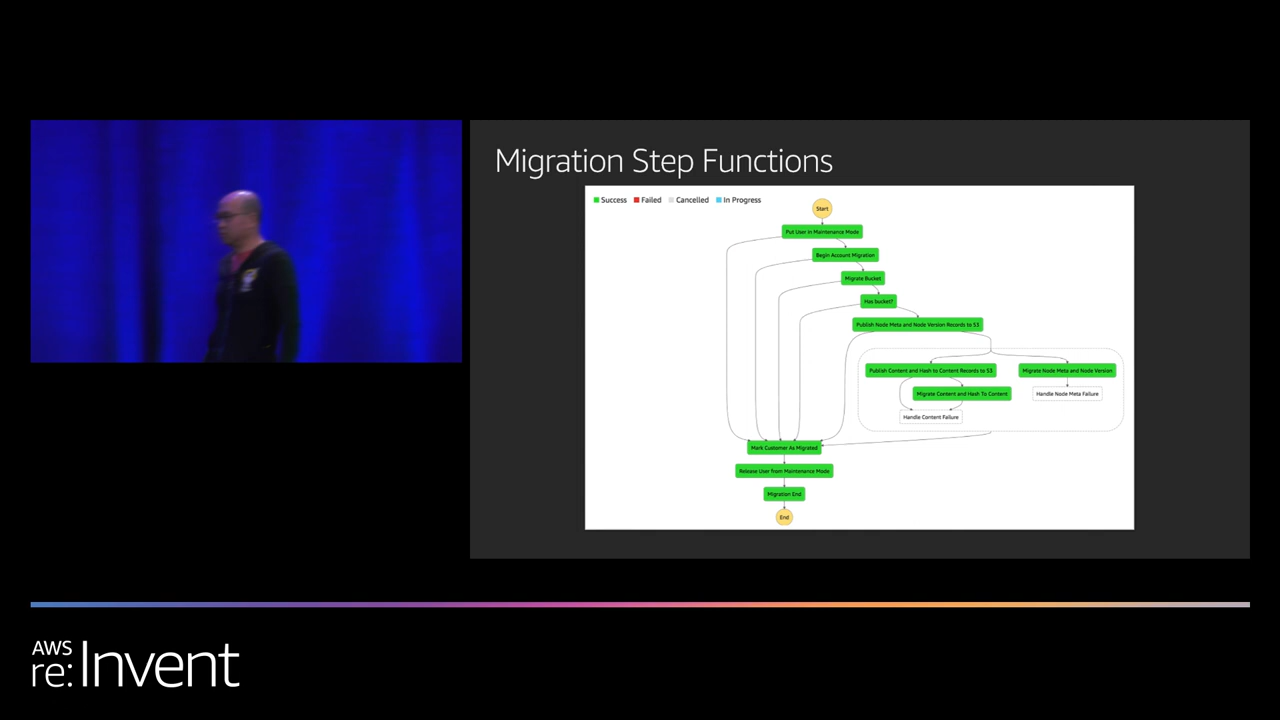 Migration Step Functions
Success Failed Cancelled In Progress
Start
Put User in Maintenance Mode
Begin Account Migration
Migrate Bucket
Has bucket?
Publish Node Meta and Node Version Records to S3
Publish Content and Hash to Content Records to S3
Migrate Node Meta and Node Version
Migrate Content and Hash To Content
Handle Node Meta Failure
Handle Content Failure
Mark Customer As Migrated
Release User from Maintenance Mode
Migration End
End
AWS
re:Invent